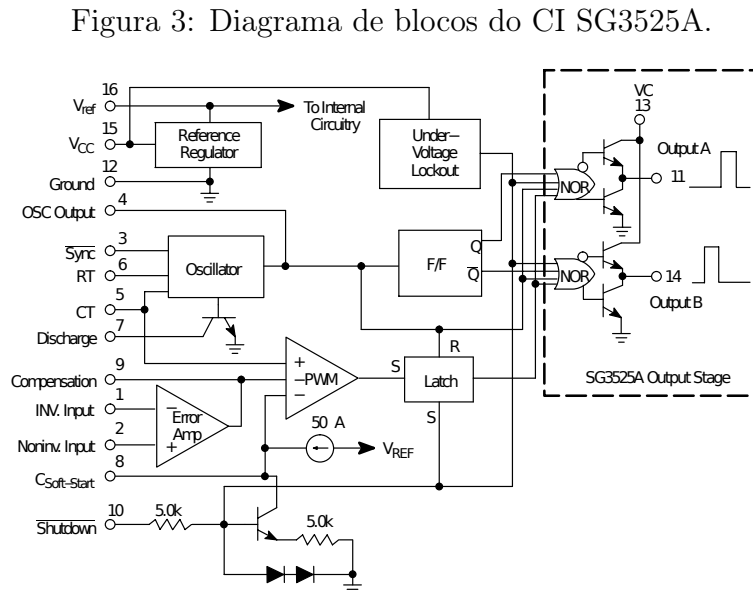 Figura 3: Diagrama de blocos do CI SG3525A.
16
Vref
To Internal
Circuitry
15
VCC
Reference
Regulator
Under–
Voltage
Lockout
12
Ground
4
OSC Output
3
Sync
6
RT
Oscillator
5
CT
7
Discharge
F/F
Q
Q
NOR
NOR
VC
13
Output A
11
14
Output B
SG3525A Output Stage
9
Compensation
1
INV. Input
2
Noninv. Input
8
CSoft–Start
Error
Amp
–
+
+
–
–
PWM
S
R
Latch
S
50 A
VREF
10
Shutdown
5.0k
5.0k